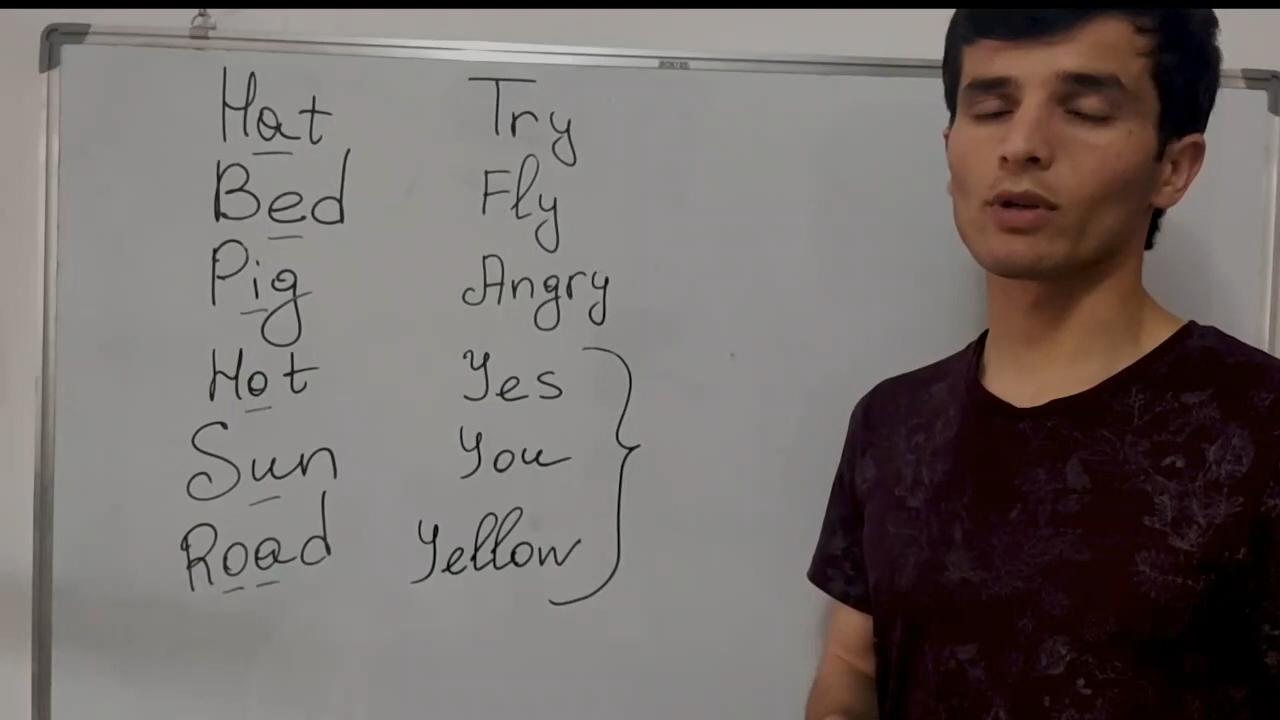 Hat Try
Bed Fly
Pig Angry
Hot Yes
Sun You
Road Yellow